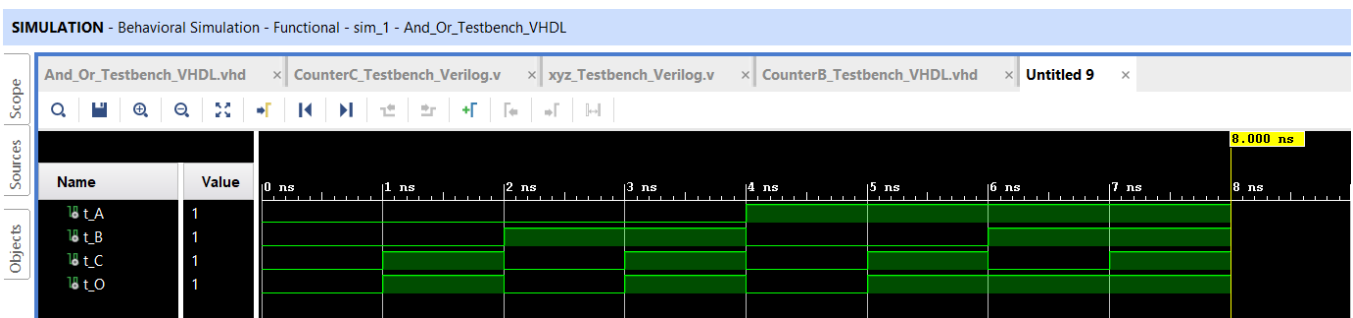 SIMULATION - Behavioral Simulation - Functional - sim_1 - And_Or_Testbench_VHDL
And_Or_Testbench_VHDL.vhd × CounterC_Testbench_Verilog.v × xyz_Testbench_Verilog.v × CounterB_Testbench_VHDL.vhd × Untitled 9 ×
Scope
Sources
Objects
8.000 ns
Name Value 0 ns 1 ns 2 ns 3 ns 4 ns 5 ns 6 ns 7 ns 8 ns
t_A 1
t_B 1
t_C 1
t_O 1